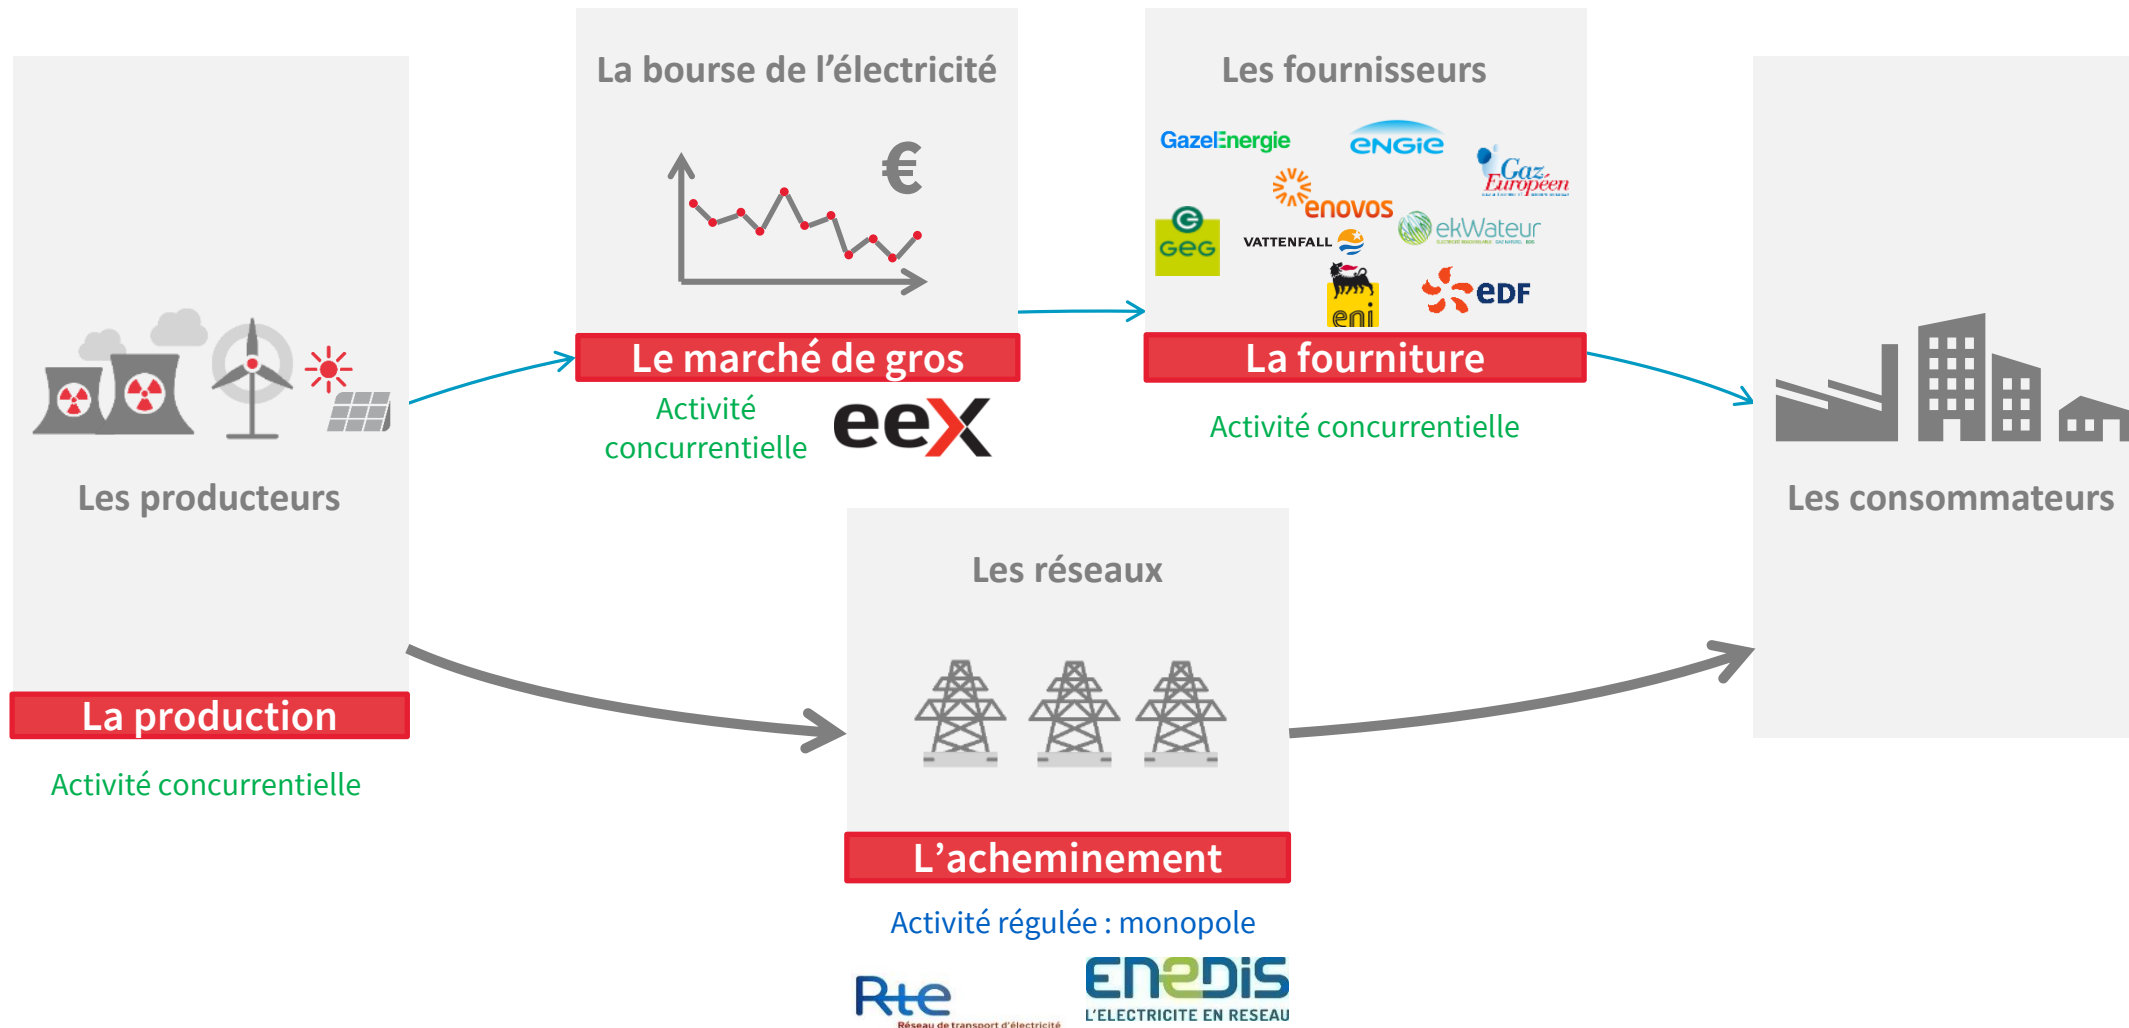 La bourse de l'électricité
€
Le marché de gros
Activité
concurrentielle
eex
Les fournisseurs
GazelEnergie
ENGIE
Gaz
Européen
enovos
GEG
VATTENFALL
ekWateur
eni
eDF
La fourniture
Activité concurrentielle
Les producteurs
La production
Activité concurrentielle
Les consommateurs
Les réseaux
L'acheminement
Activité régulée : monopole
Rte
Réseau de transport d'électricité
ENEDIS
L'ELECTRICITE EN RESEAU